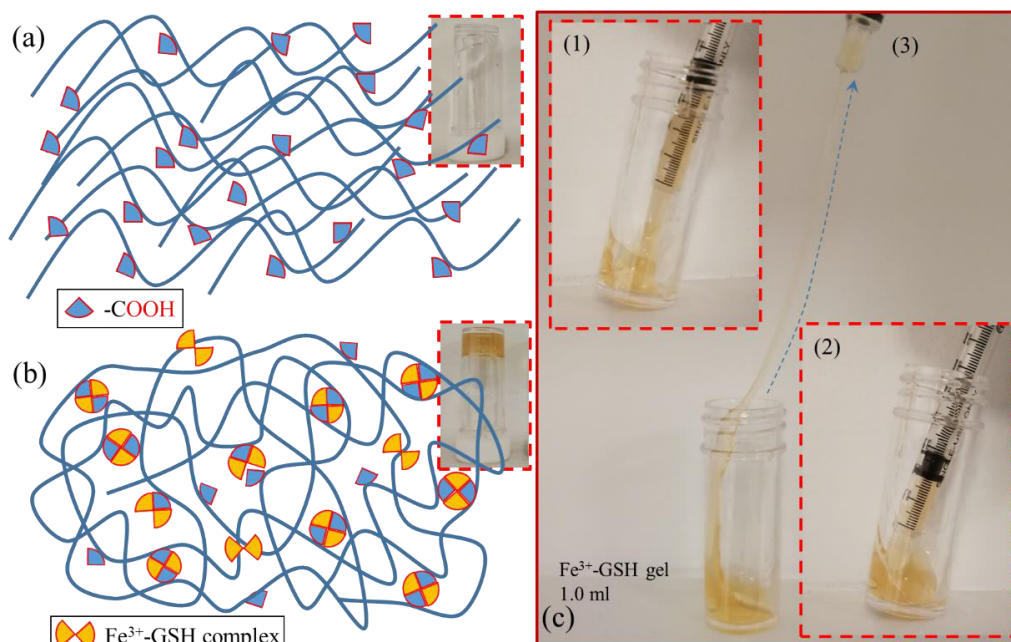 (a)
-COOH
(b)
Fe³⁺-GSH complex
(1)
(3)
(2)
Fe³⁺-GSH gel
1.0 ml
(c)